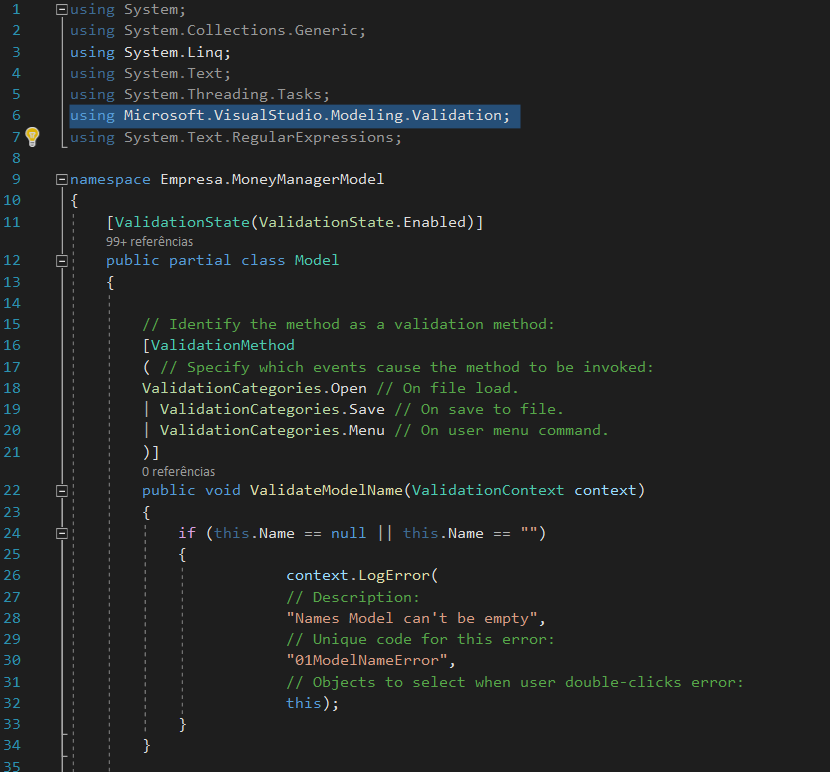 1 using System;
2 using System.Collections.Generic;
3 using System.Linq;
4 using System.Text;
5 using System.Threading.Tasks;
6 using Microsoft.VisualStudio.Modeling.Validation;
7 using System.Text.RegularExpressions;
8
9 namespace Empresa.MoneyManagerModel
10 {
11 [ValidationState(ValidationState.Enabled)]
99+ referências
12 public partial class Model
13 {
14
15 // Identify the method as a validation method:
16 [ValidationMethod
17 ( // Specify which events cause the method to be invoked:
18 ValidationCategories.Open // On file load.
19 | ValidationCategories.Save // On save to file.
20 | ValidationCategories.Menu // On user menu command.
21 )]
0 referências
22 public void ValidateModelName(ValidationContext context)
23 {
24 if (this.Name == null || this.Name == "")
25 {
26 context.LogError(
27 // Description:
28 "Names Model can't be empty",
29 // Unique code for this error:
30 "01ModelNameError",
31 // Objects to select when user double-clicks error:
32 this);
33 }
34 }
35